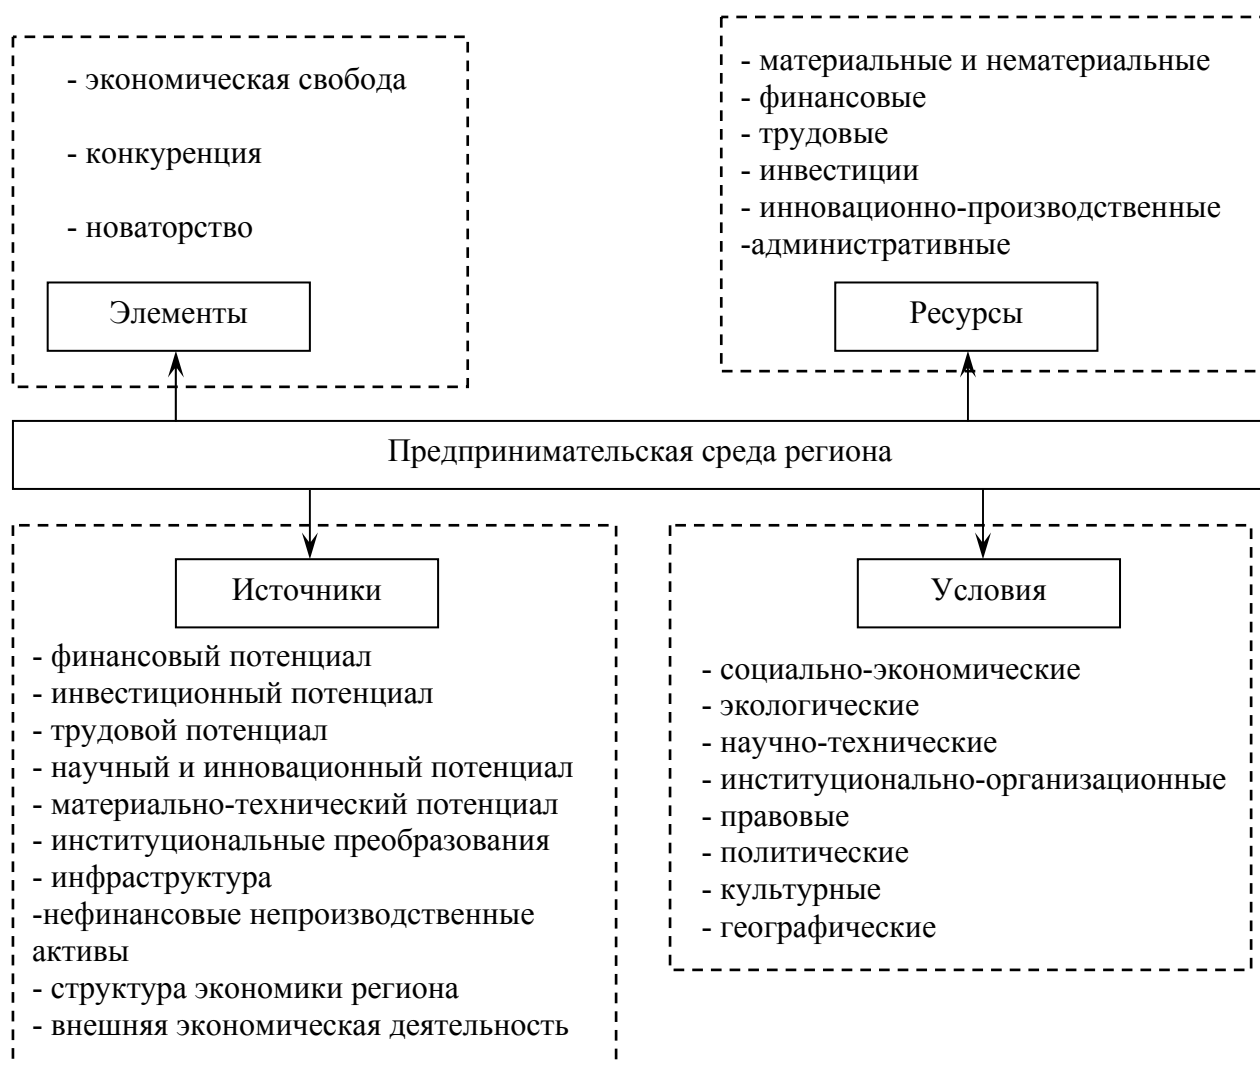 - экономическая свобода
- конкуренция
- новаторство
Элементы
- материальные и нематериальные
- финансовые
- трудовые
- инвестиции
- инновационно-производственные
-административные
Ресурсы
Предпринимательская среда региона
Источники
- финансовый потенциал
- инвестиционный потенциал
- трудовой потенциал
- научный и инновационный потенциал
- материально-технический потенциал
- институциональные преобразования
- инфраструктура
-нефинансовые непроизводственные
активы
- структура экономики региона
- внешняя экономическая деятельность
Условия
- социально-экономические
- экологические
- научно-технические
- институционально-организационные
- правовые
- политические
- культурные
- географические